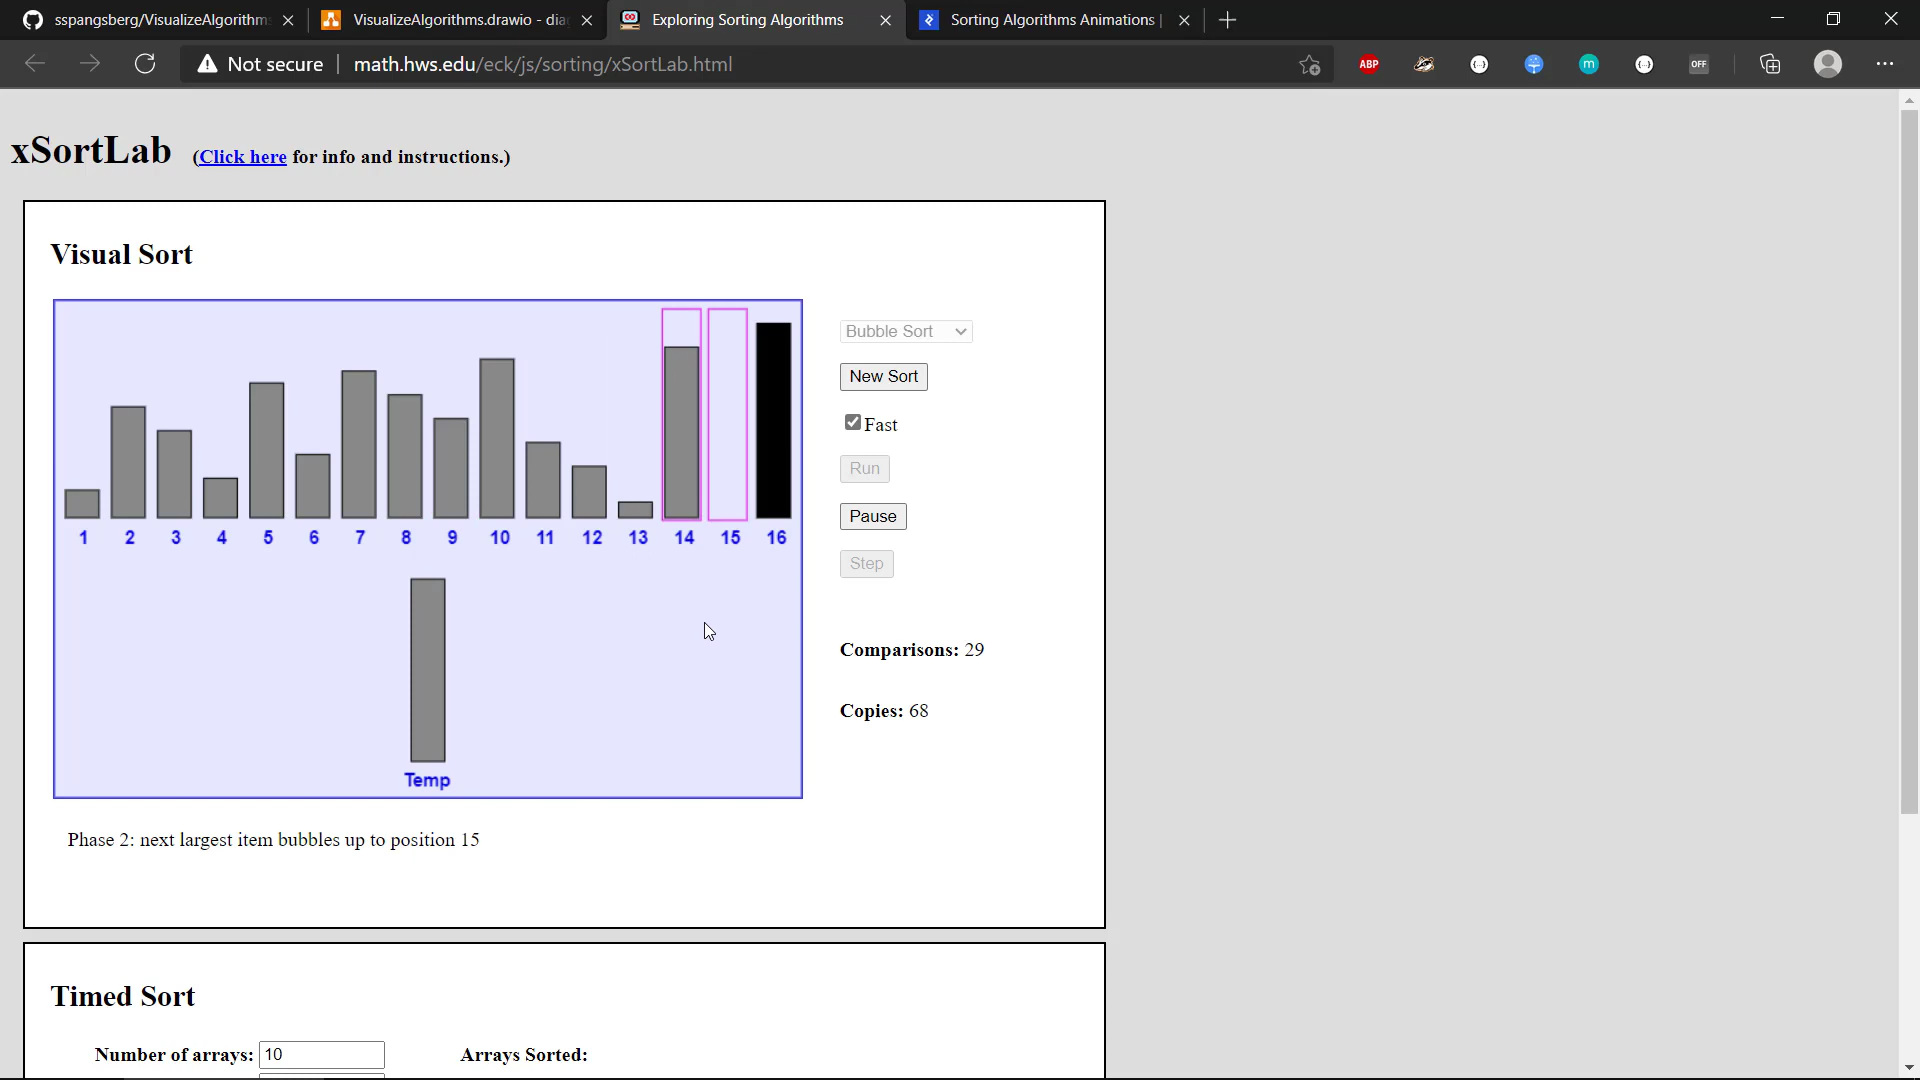 sspangsberg/VisualizeAlgorithms
VisualizeAlgorithms.drawio - dia
Exploring Sorting Algorithms
Sorting Algorithms Animations |
Not secure | math.hws.edu/eck/js/sorting/xSortLab.html
ABP
m
OFF
xSortLab (Click here for info and instructions.)
Visual Sort
Bubble Sort
New Sort
Fast
Run
Pause
Step
1 2 3 4 5 6 7 8 9 10 11 12 13 14 15 16
Comparisons: 29
Copies: 68
Temp
Phase 2: next largest item bubbles up to position 15
Timed Sort
Number of arrays: 10
Arrays Sorted: